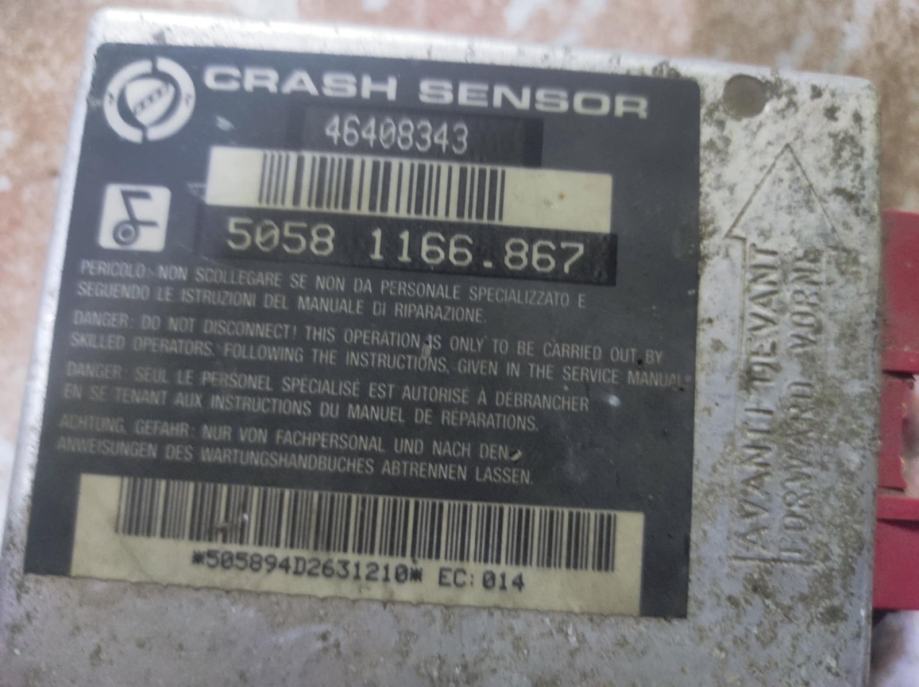 CRASH SENSOR
46408343
5058 1166.867
PERICOLO: NON SCOLLEGARE SE NON DA PERSONALE SPECIALIZZATO E
SEGUENDO LE ISTRUZIONI DEL MANUALE DI RIPARAZIONE.
DANGER: DO NOT DISCONNECT! THIS OPERATION IS ONLY TO BE CARRIED OUT BY
SKILLED OPERATORS, FOLLOWING THE INSTRUCTIONS, GIVEN IN THE SERVICE MANUAL
DANGER: SEUL LE PERSONEL SPÉCIALISÉ EST AUTORISÉ À DÉBRANCHER
EN SE TENANT AUX INSTRUCTIONS DU MANUEL DE RÉPARATIONS.
ACHTUNG, GEFAHR: NUR VON FACHPERSONAL UND NACH DEN
ANWEISUNGEN DES WARTUNGSHANDBUCHES ABTRENNEN LASSEN.
*505894D2631210* EC:014
AVANTI DEVANT
FORWARD VORNE